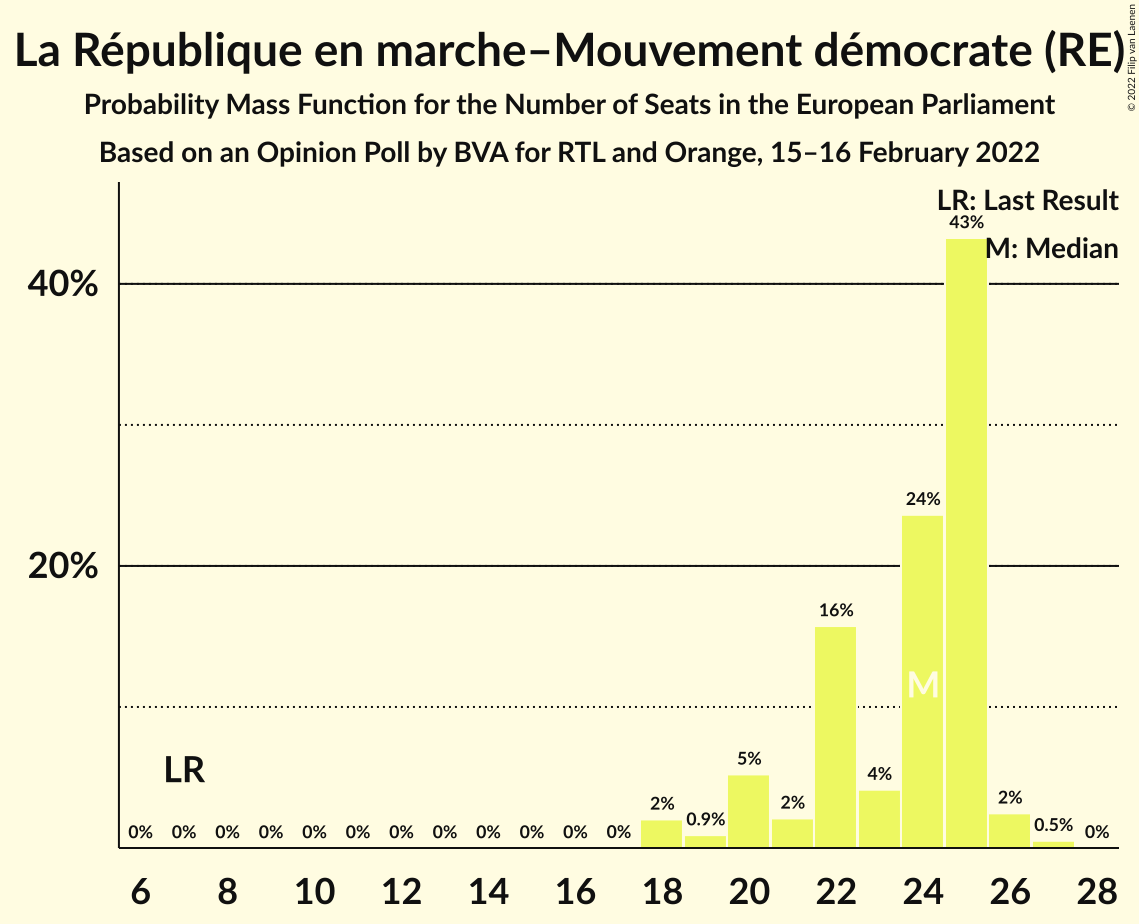 La République en marche–Mouvement démocrate (RE)
© 2022 Filip van Laenen
Probability Mass Function for the Number of Seats in the European Parliament
Based on an Opinion Poll by BVA for RTL and Orange, 15–16 February 2022
LR: Last Result
43%
M: Median
40%
24%
20%
16%
M
LR
5%
4%
2%
0.9%
2%
2%
0.5%
0% 0% 0% 0% 0% 0% 0% 0% 0% 0% 0% 0% 0%
6 8 10 12 14 16 18 20 22 24 26 28